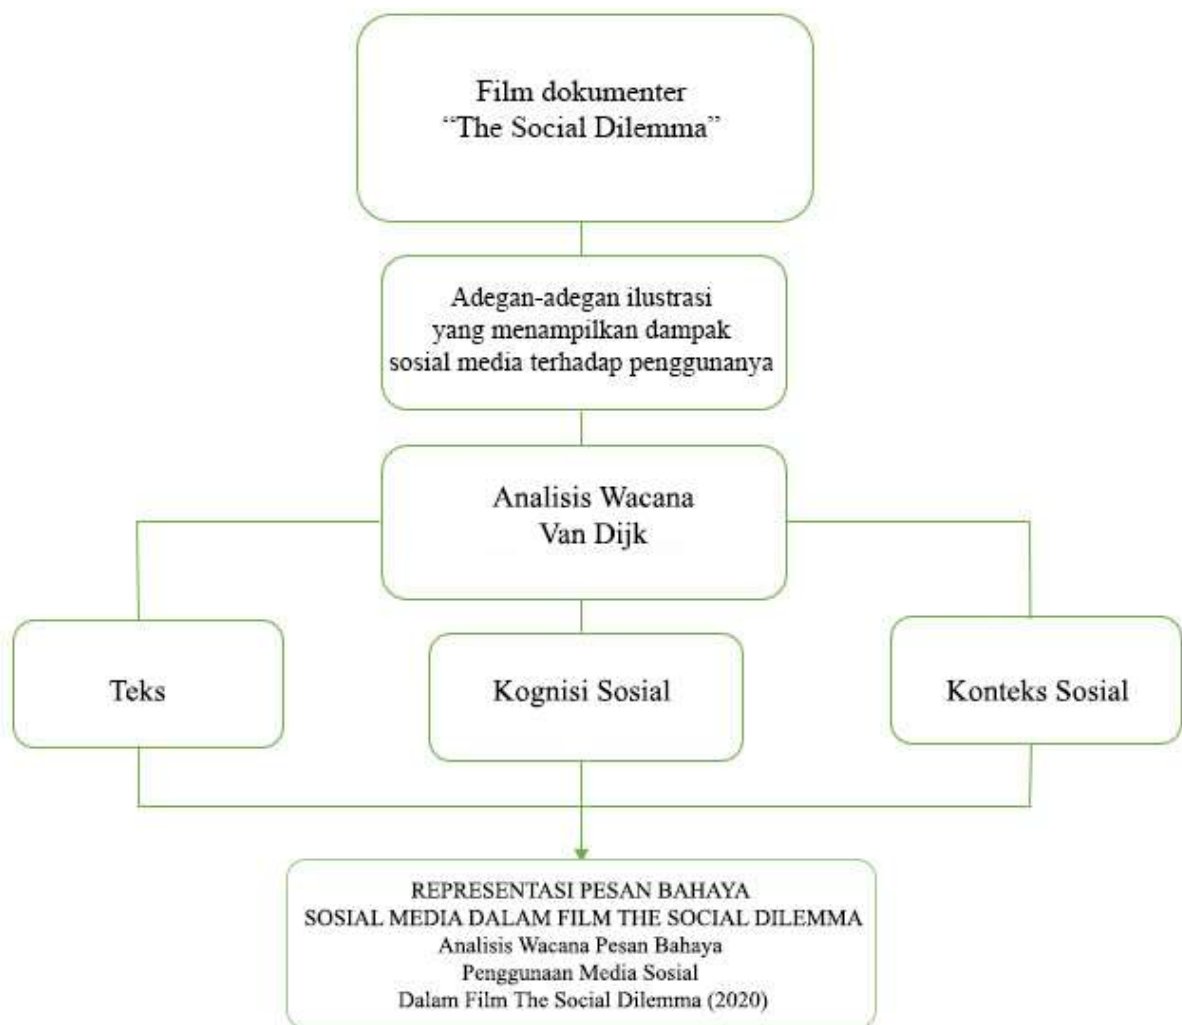 Film dokumenter
“The Social Dilemma”
Adegan-adegan ilustrasi
yang menampilkan dampak
sosial media terhadap penggunanya
Analisis Wacana
Van Dijk
Teks
Kognisi Sosial
Konteks Sosial
REPRESENTASI PESAN BAHAYA
SOSIAL MEDIA DALAM FILM THE SOCIAL DILEMMA
Analisis Wacana Pesan Bahaya
Penggunaan Media Sosial
Dalam Film The Social Dilemma (2020)